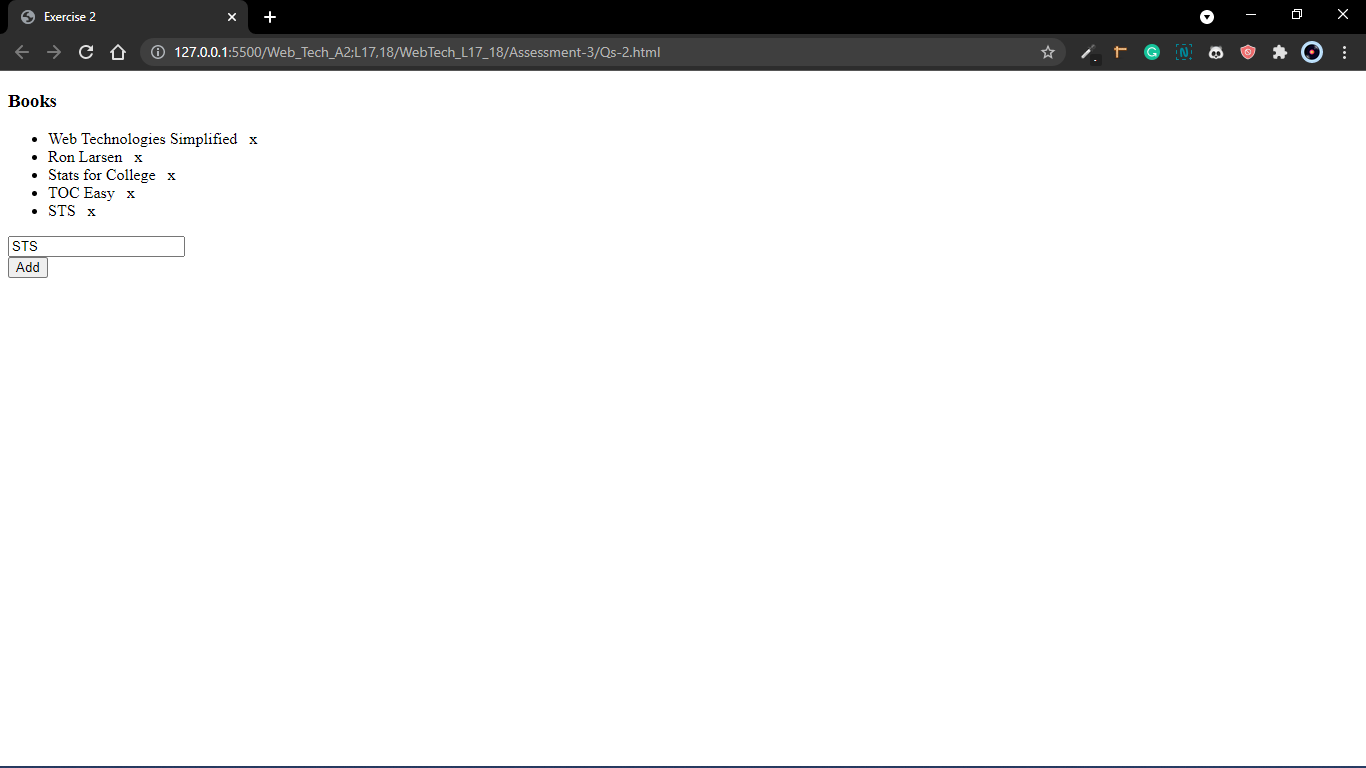 Exercise 2
127.0.0.1:5500/Web_Tech_A2;L17,18/WebTech_L17_18/Assessment-3/Qs-2.html
Books
• Web Technologies Simplified x
• Ron Larsen x
• Stats for College x
• TOC Easy x
• STS x
STS
Add